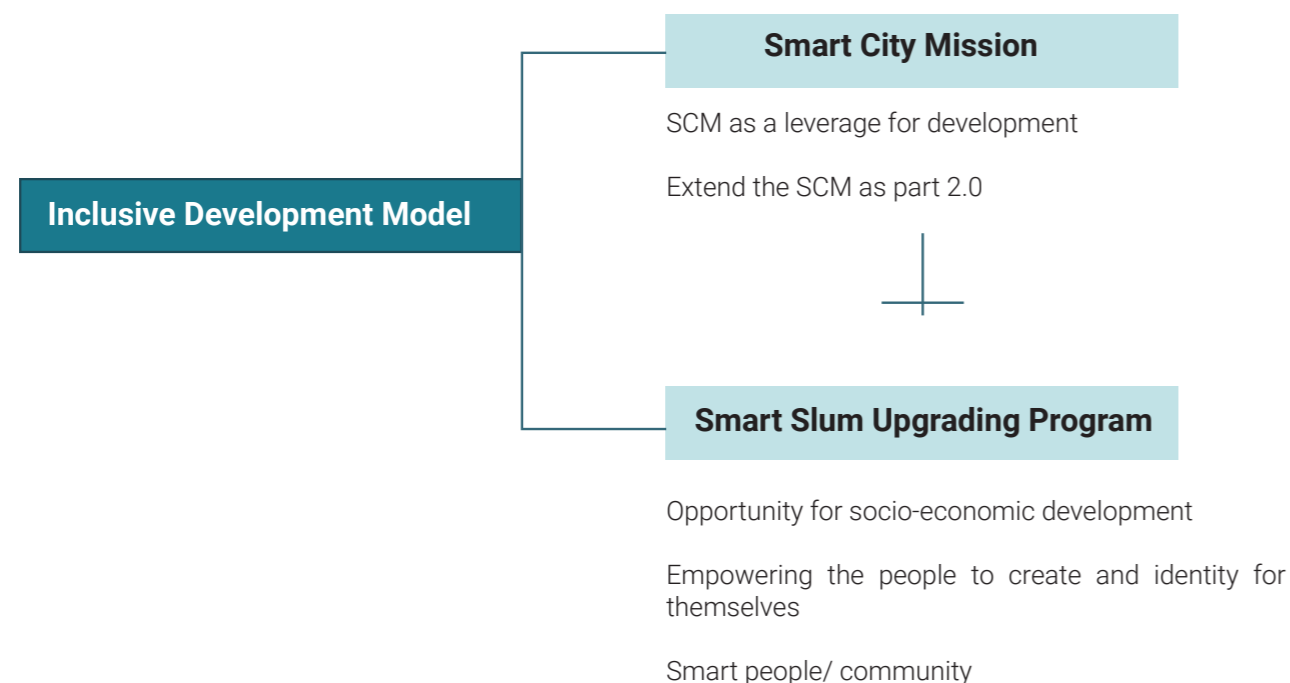 Smart City Mission
SCM as a leverage for development
Extend the SCM as part 2.0
Inclusive Development Model
Smart Slum Upgrading Program
Opportunity for socio-economic development
Empowering the people to create and identity for
themselves
Smart people/ community